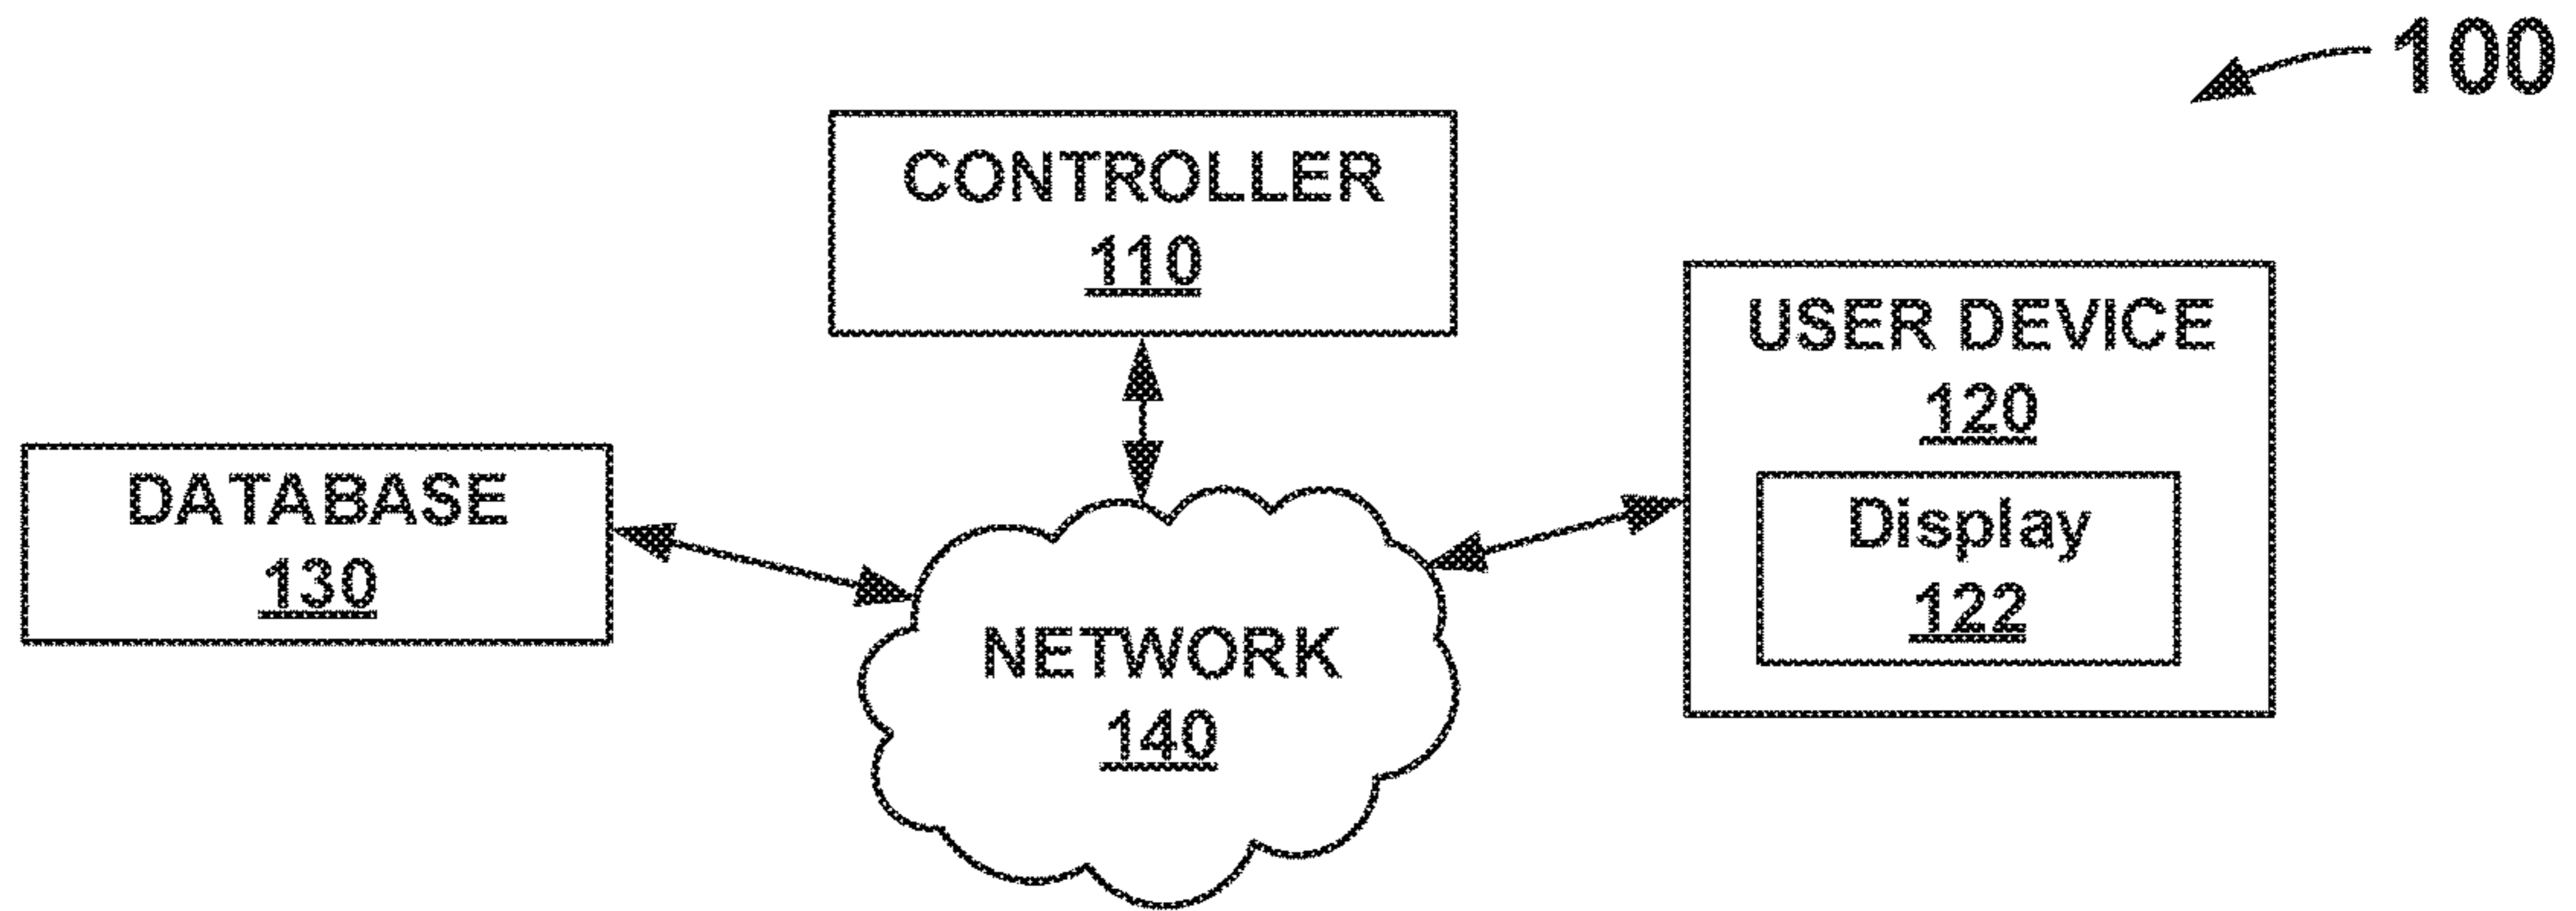 100
CONTROLLER
110
USER DEVICE
120
Display
122
DATABASE
130
NETWORK
140